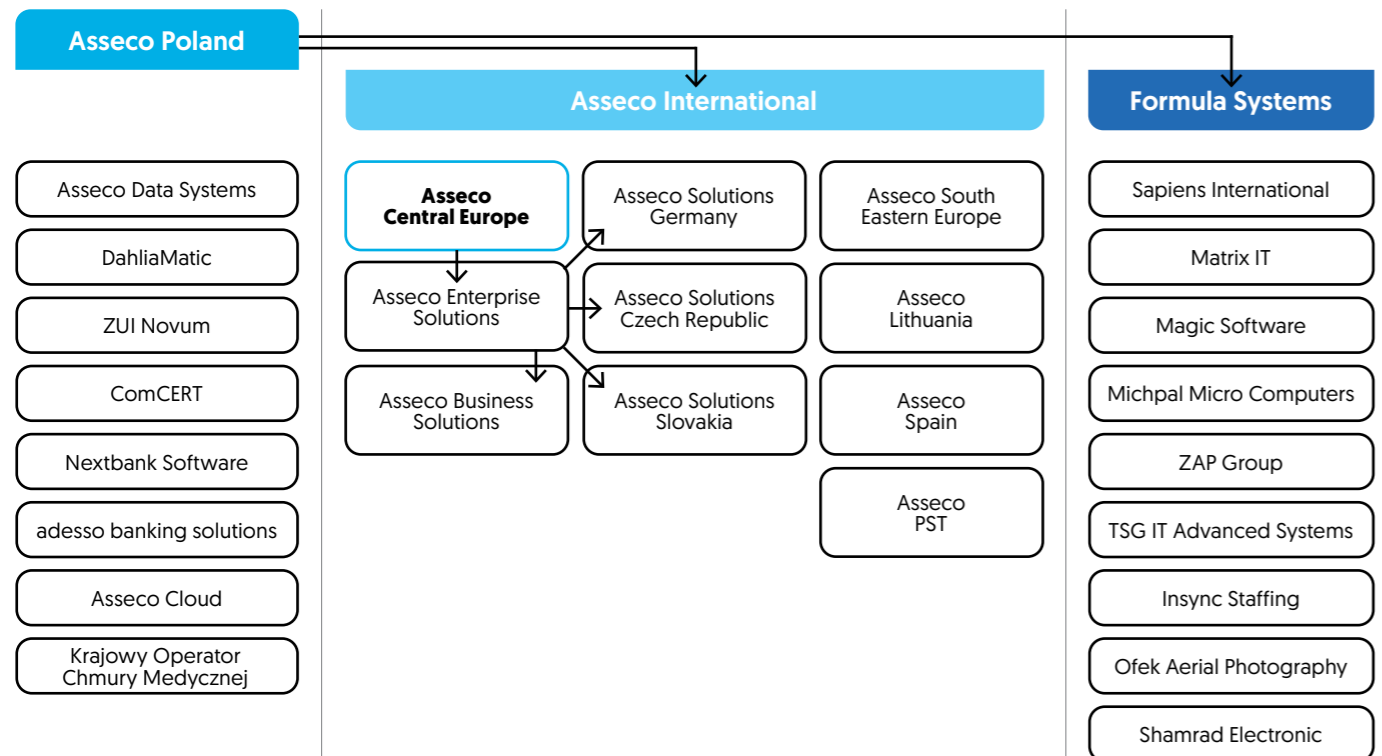 Asseco Poland
Asseco International
Formula Systems
Asseco Data Systems
DahliaMatic
ZUI Novum
ComCERT
Nextbank Software
adesso banking solutions
Asseco Cloud
Krajowy Operator
Chmury Medycznej
Asseco
Central Europe
Asseco Enterprise
Solutions
Asseco Business
Solutions
Asseco Solutions
Germany
Asseco Solutions
Czech Republic
Asseco Solutions
Slovakia
Asseco South
Eastern Europe
Asseco
Lithuania
Asseco
Spain
Asseco
PST
Sapiens International
Matrix IT
Magic Software
Michpal Micro Computers
ZAP Group
TSG IT Advanced Systems
Insync Staffing
Ofek Aerial Photography
Shamrad Electronic